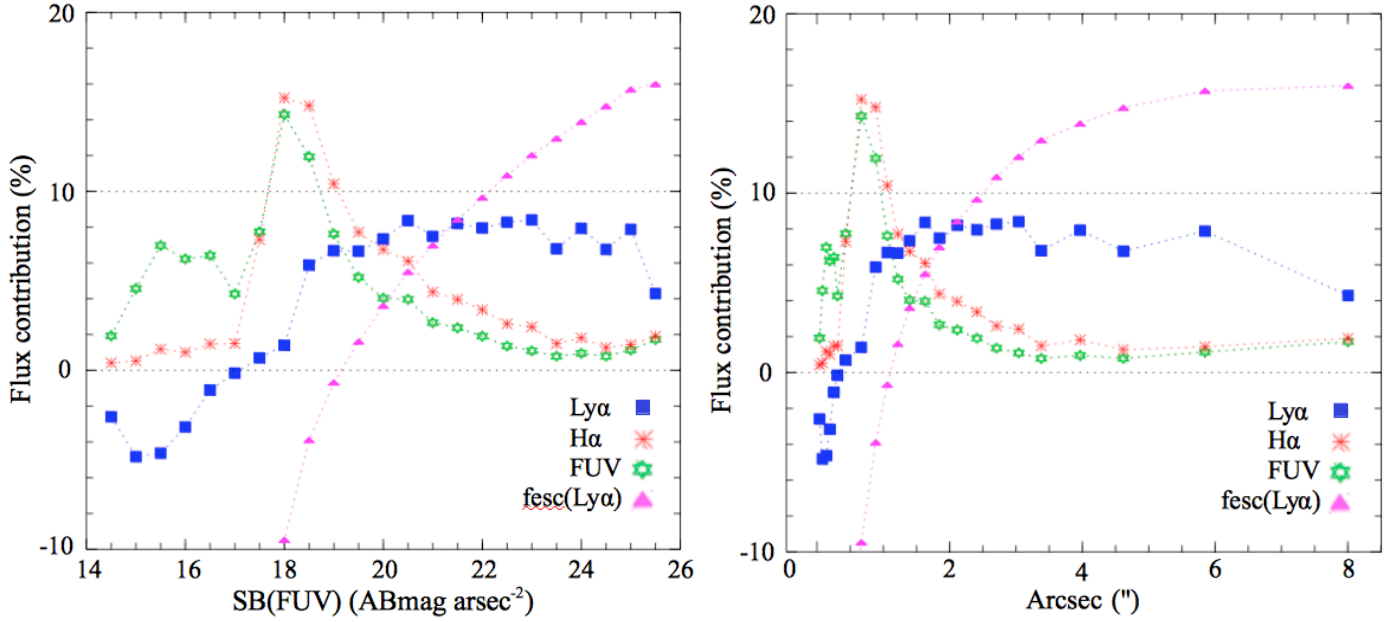 20
10
0
-10
Flux contribution (%)
14 16 18 20 22 24 26
SB(FUV) (ABmag arsec⁻²)
Lyα
Hα
FUV
fesc(Lyα)
20
10
0
-10
Flux contribution (%)
0 2 4 6 8
Arcsec (")
Lyα
Hα
FUV
fesc(Lyα)